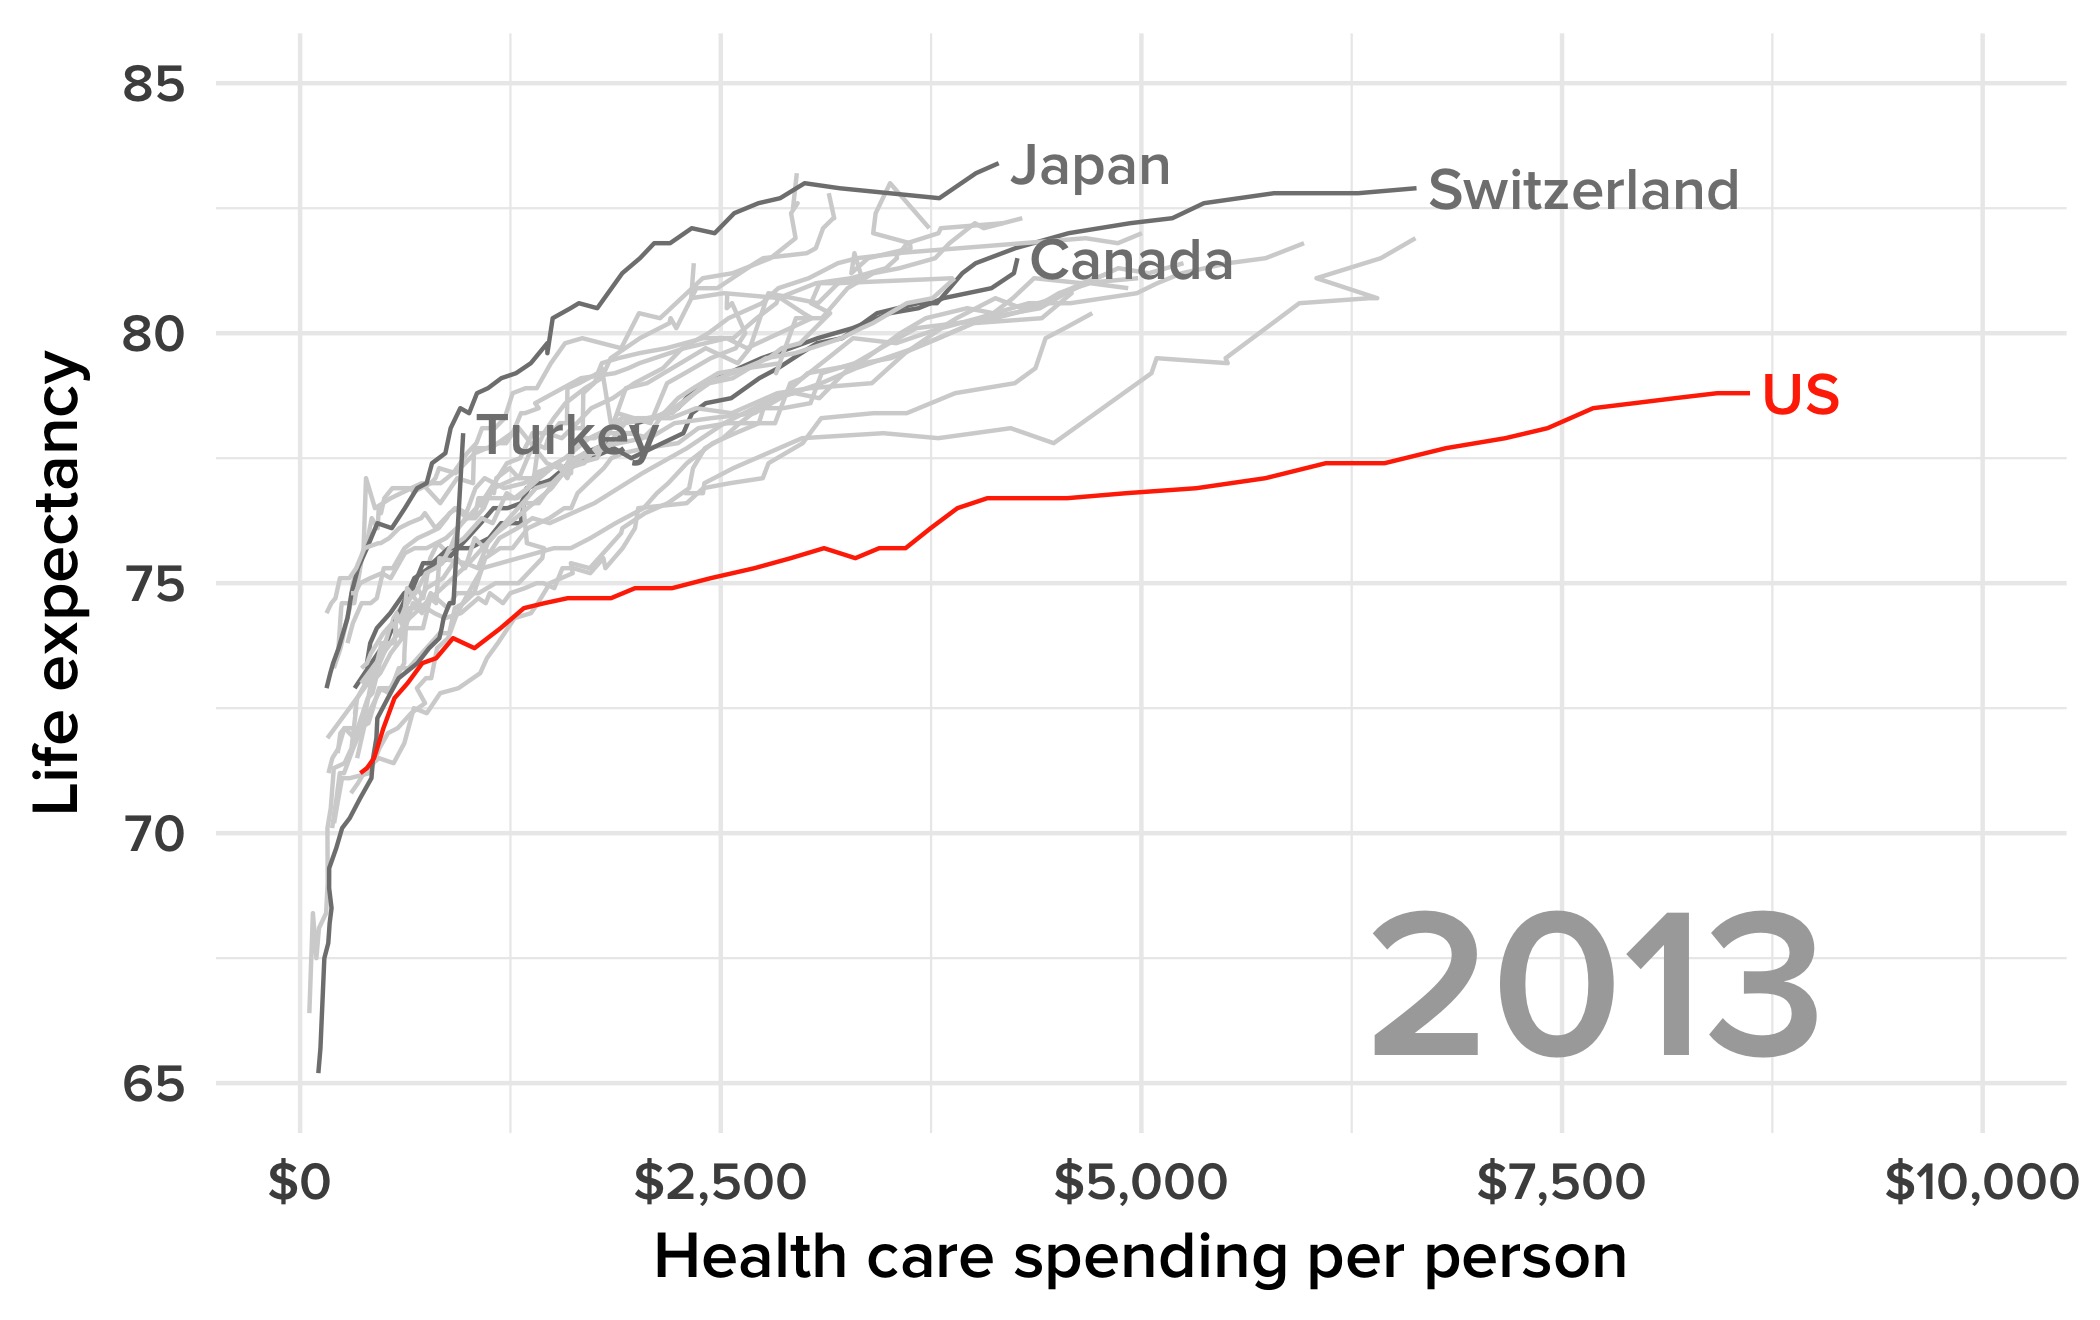 85
Japan
Switzerland
Canada
80
US
Turkey
Life expectancy
75
70
2013
65
$0 $2,500 $5,000 $7,500 $10,000
Health care spending per person